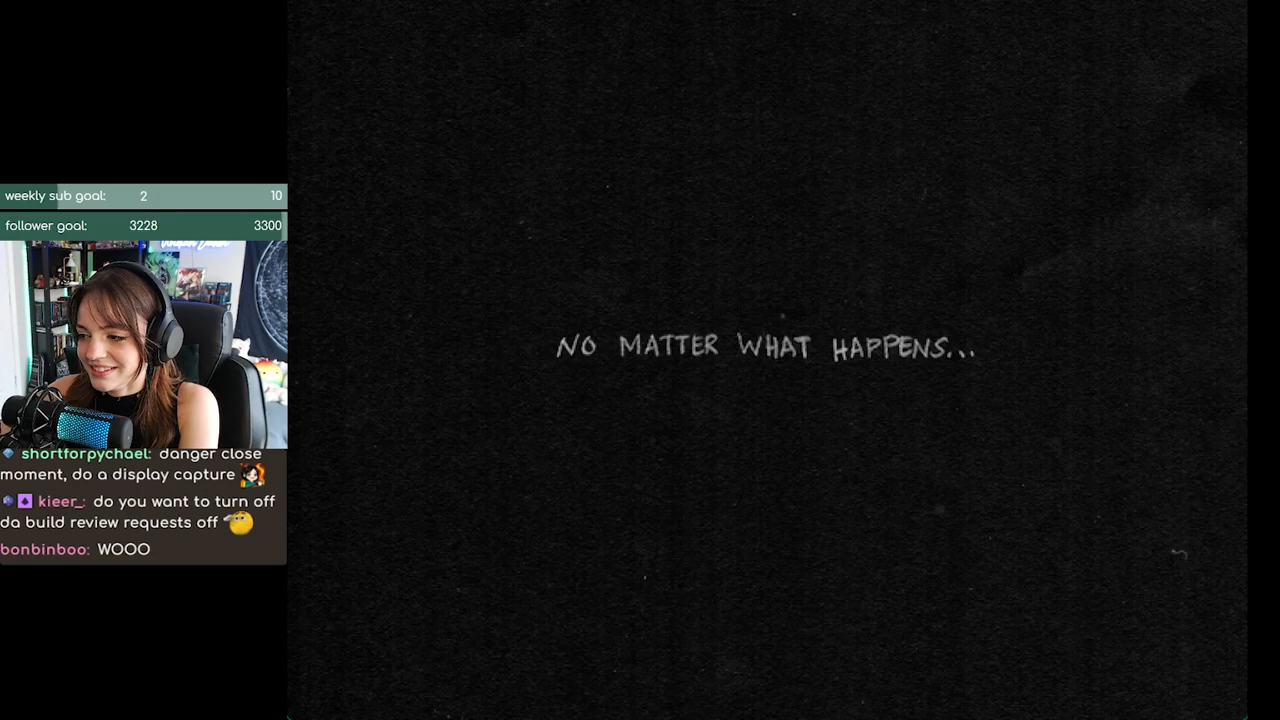 weekly sub goal: 2 10
follower goal: 3228 3300
NO MATTER WHAT HAPPENS...
shortforpychael: danger close
moment, do a display capture
kieer_: do you want to turn off
da build review requests off
bonbinboo: WOOO